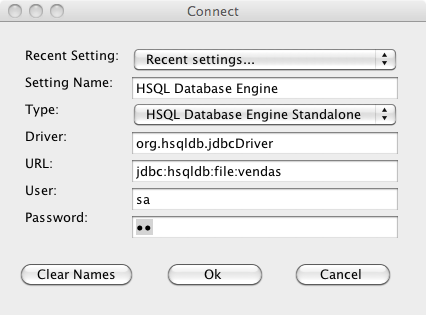 Connect
Recent Setting: Recent settings...
Setting Name: HSQL Database Engine
Type: HSQL Database Engine Standalone
Driver: org.hsqldb.jdbcDriver
URL: jdbc:hsqldb:file:vendas
User: sa
Password: ••
Clear Names Ok Cancel